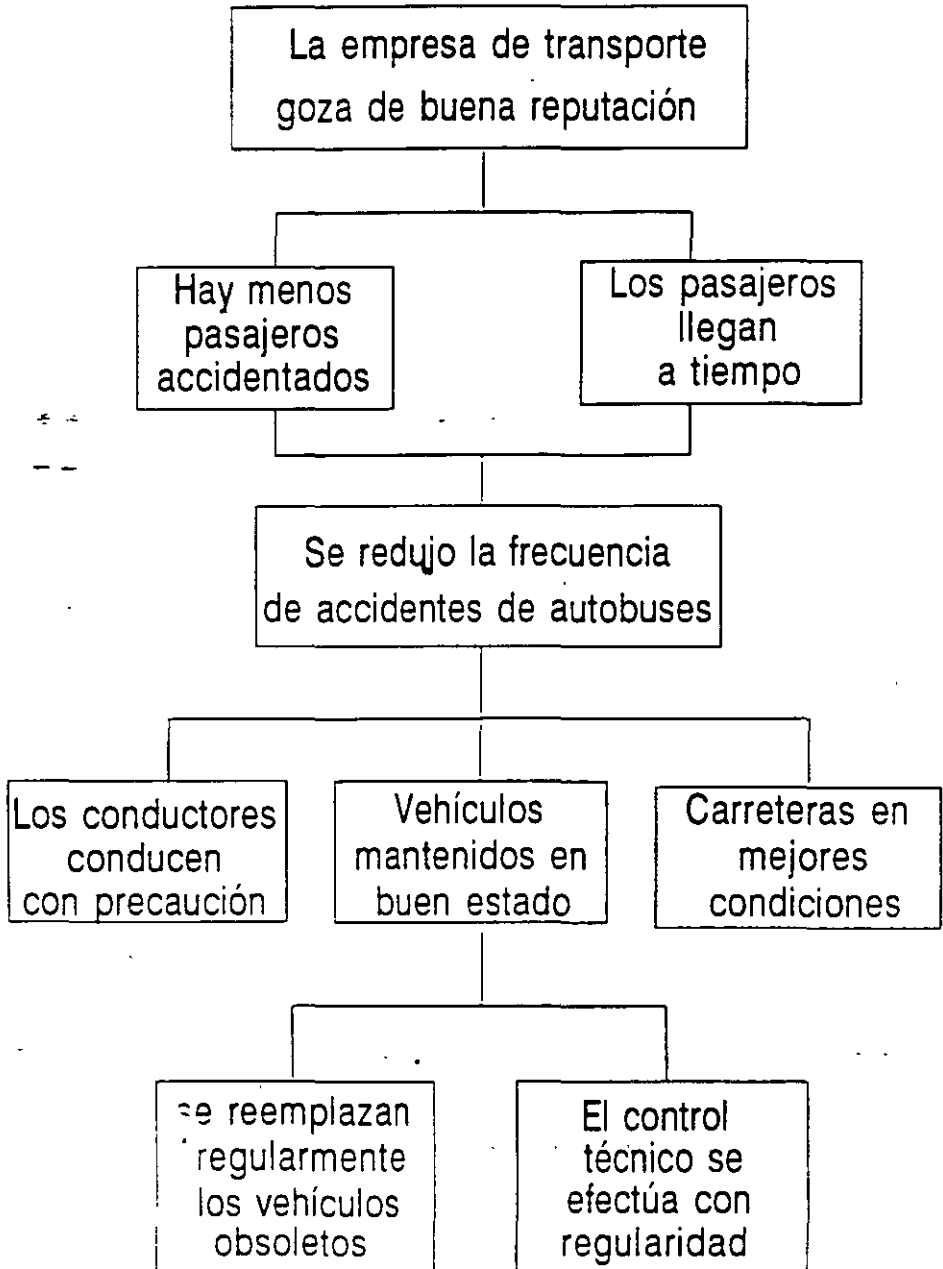 La empresa de transporte
goza de buena reputación
Hay menos
pasajeros
accidentados
Los pasajeros
llegan
a tiempo
Se redujo la frecuencia
de accidentes de autobuses
Los conductores
conducen
con precaución
Vehículos
mantenidos en
buen estado
Carreteras en
mejores
condiciones
se reemplazan
regularmente
los vehículos
obsoletos
El control
técnico se
efectúa con
regularidad